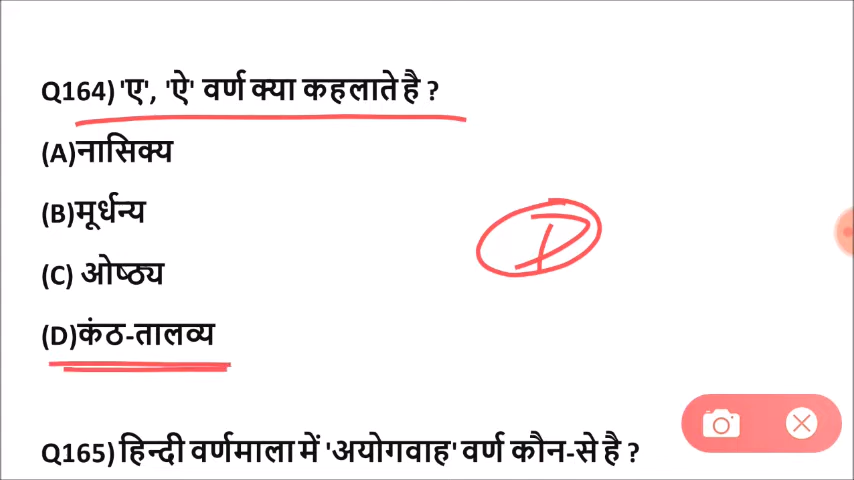 Q164) 'ए', 'ऐ' वर्ण क्या कहलाते है ?
(A)नासिक्य
(B)मूर्धन्य
(C) ओष्ठ्य
D
(D)कंठ-तालव्य
Q165) हिन्दी वर्णमाला में 'अयोगवाह' वर्ण कौन-से है ?